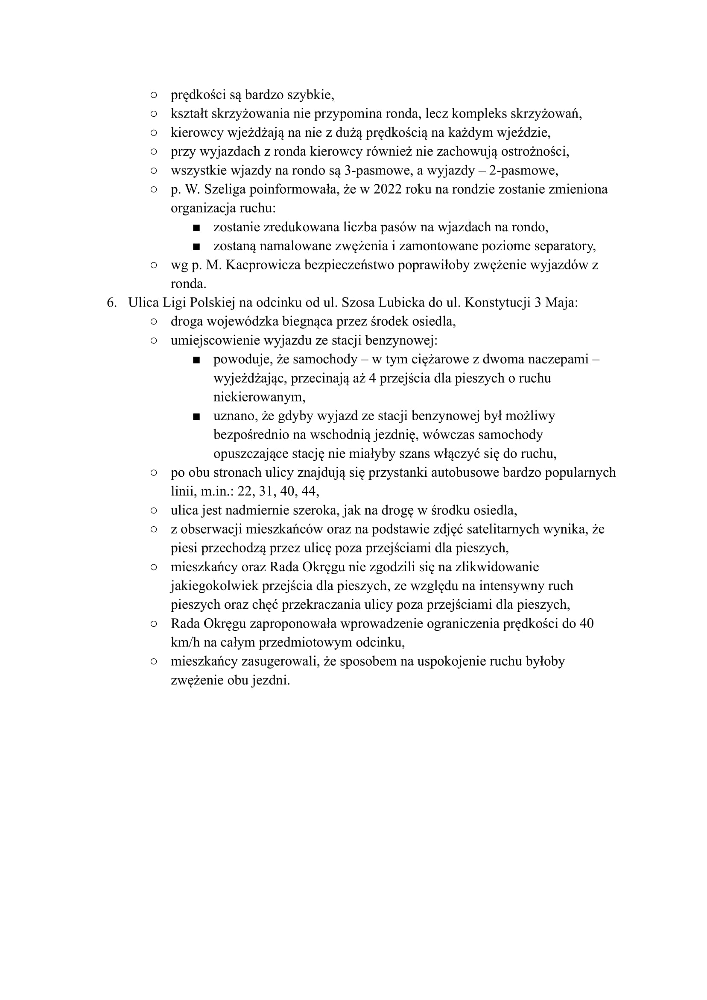 ○ prędkości są bardzo szybkie,
○ kształt skrzyżowania nie przypomina ronda, lecz kompleks skrzyżowań,
○ kierowcy wjeżdżają na nie z dużą prędkością na każdym wjeździe,
○ przy wyjazdach z ronda kierowcy również nie zachowują ostrożności,
○ wszystkie wjazdy na rondo są 3-pasmowe, a wyjazdy – 2-pasmowe,
○ p. W. Szeliga poinformowała, że w 2022 roku na rondzie zostanie zmieniona
organizacja ruchu:
■ zostanie zredukowana liczba pasów na wjazdach na rondo,
■ zostaną namalowane zwężenia i zamontowane poziome separatory,
○ wg p. M. Kacprowicza bezpieczeństwo poprawiłoby zwężenie wyjazdów z
ronda.
6. Ulica Ligi Polskiej na odcinku od ul. Szosa Lubicka do ul. Konstytucji 3 Maja:
○ droga wojewódzka biegnąca przez środek osiedla,
○ umiejscowienie wyjazdu ze stacji benzynowej:
■ powoduje, że samochody – w tym ciężarowe z dwoma naczepami –
wyjeżdżając, przecinają aż 4 przejścia dla pieszych o ruchu
niekierowanym,
■ uznano, że gdyby wyjazd ze stacji benzynowej był możliwy
bezpośrednio na wschodnią jezdnię, wówczas samochody
opuszczające stację nie miałyby szans włączyć się do ruchu,
○ po obu stronach ulicy znajdują się przystanki autobusowe bardzo popularnych
linii, m.in.: 22, 31, 40, 44,
○ ulica jest nadmiernie szeroka, jak na drogę w środku osiedla,
○ z obserwacji mieszkańców oraz na podstawie zdjęć satelitarnych wynika, że
piesi przechodzą przez ulicę poza przejściami dla pieszych,
○ mieszkańcy oraz Rada Okręgu nie zgodzili się na zlikwidowanie
jakiegokolwiek przejścia dla pieszych, ze względu na intensywny ruch
pieszych oraz chęć przekraczania ulicy poza przejściami dla pieszych,
○ Rada Okręgu zaproponowała wprowadzenie ograniczenia prędkości do 40
km/h na całym przedmiotowym odcinku,
○ mieszkańcy zasugerowali, że sposobem na uspokojenie ruchu byłoby
zwężenie obu jezdni.